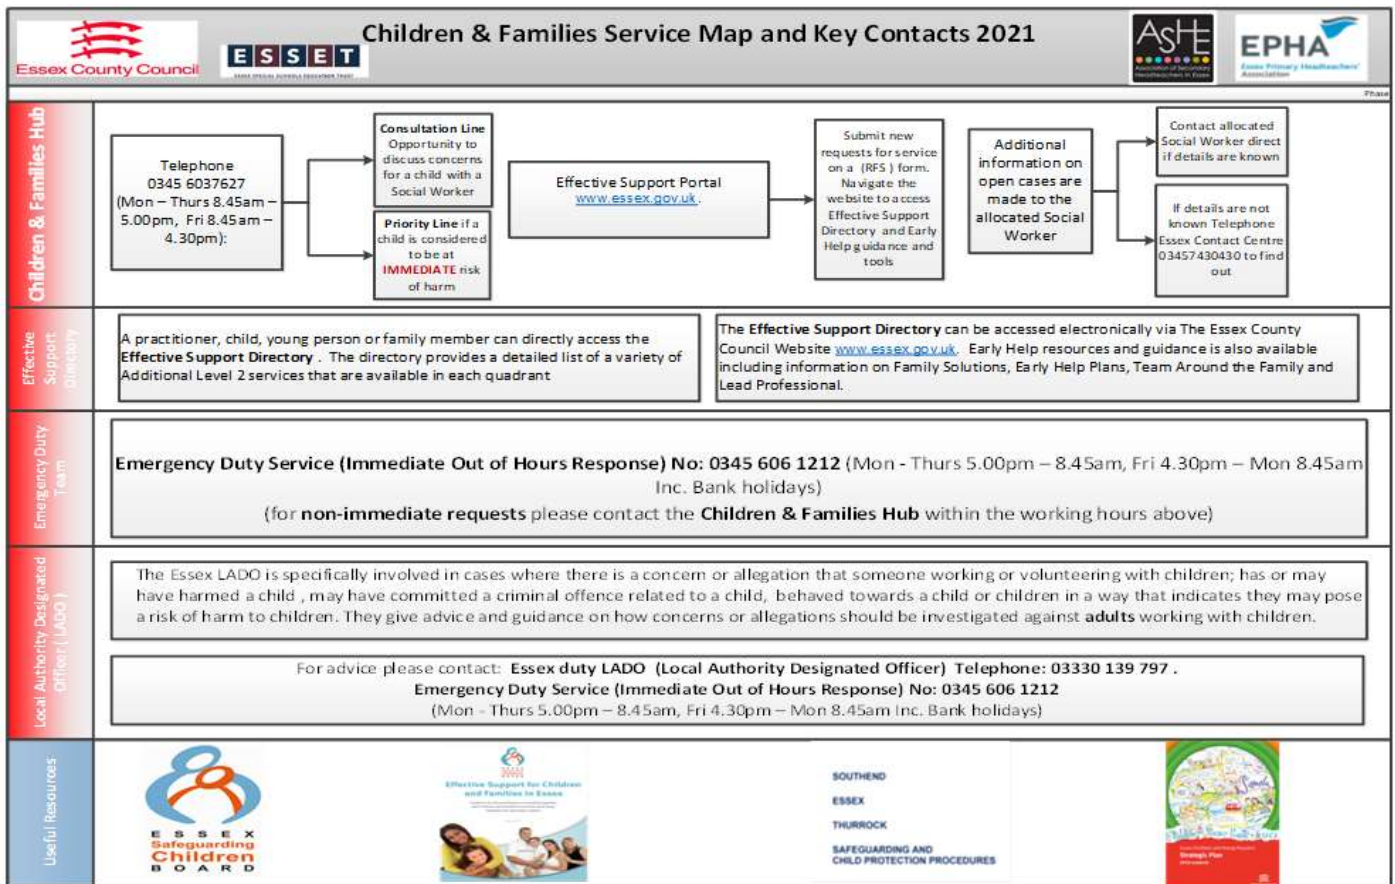 Children & Families Service Map and Key Contacts 2021
Essex County Council
ESSET
ESSEX SPECIAL SCHOOLS EDUCATION TRUST
ASHE
Association of Secondary
Headteachers in Essex
EPHA
Essex Primary Headteachers'
Association
Phase
Children & Families Hub
Telephone
0345 6037627
(Mon – Thurs 8.45am –
5.00pm, Fri 8.45am –
4.30pm):
Consultation Line
Opportunity to
discuss concerns
for a child with a
Social Worker
Priority Line if a
child is considered
to be at
IMMEDIATE risk
of harm
Effective Support Portal
www.essex.gov.uk.
Submit new
requests for service
on a (RFS ) form.
Navigate the
website to access
Effective Support
Directory and Early
Help guidance and
tools
Additional
information on
open cases are
made to the
allocated Social
Worker
Contact allocated
Social Worker direct
if details are known
If details are not
known Telephone
Essex Contact Centre
03457430430 to find
out
Effective
Support
Directory
A practitioner, child, young person or family member can directly access the
Effective Support Directory . The directory provides a detailed list of a variety of
Additional Level 2 services that are available in each quadrant
The Effective Support Directory can be accessed electronically via The Essex County
Council Website www.essex.gov.uk. Early Help resources and guidance is also available
including information on Family Solutions, Early Help Plans, Team Around the Family and
Lead Professional.
Emergency Duty
Team
Emergency Duty Service (Immediate Out of Hours Response) No: 0345 606 1212 (Mon - Thurs 5.00pm – 8.45am, Fri 4.30pm – Mon 8.45am
Inc. Bank holidays)
(for non-immediate requests please contact the Children & Families Hub within the working hours above)
Local Authority Designated
Officer ( LADO )
The Essex LADO is specifically involved in cases where there is a concern or allegation that someone working or volunteering with children; has or may
have harmed a child , may have committed a criminal offence related to a child, behaved towards a child or children in a way that indicates they may pose
a risk of harm to children. They give advice and guidance on how concerns or allegations should be investigated against adults working with children.
For advice please contact: Essex duty LADO (Local Authority Designated Officer) Telephone: 03330 139 797 .
Emergency Duty Service (Immediate Out of Hours Response) No: 0345 606 1212
(Mon - Thurs 5.00pm – 8.45am, Fri 4.30pm – Mon 8.45am Inc. Bank holidays)
Useful Resources
ESSEX
Safeguarding
Children
BOARD
Effective Support for Children
and Families in Essex
SOUTHEND
ESSEX
THURROCK
SAFEGUARDING AND
CHILD PROTECTION PROCEDURES
Strategic Plan